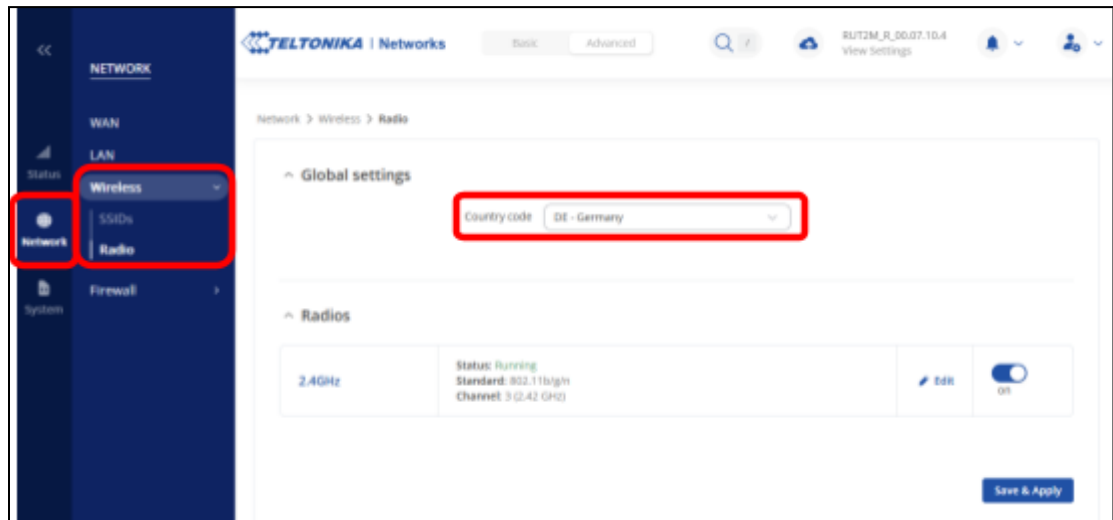 TELTONIKA | Networks
Basic
Advanced
/
RUT2M_R_00.07.10.4
View Settings
NETWORK
WAN
LAN
Wireless
SSIDs
Radio
Firewall
Status
Network
System
Network > Wireless > Radio
Global settings
Country code DE - Germany
Radios
2.4GHz
Status: Running
Standard: 802.11b/g/n
Channel: 3 (2.42 GHz)
Edit
on
Save & Apply